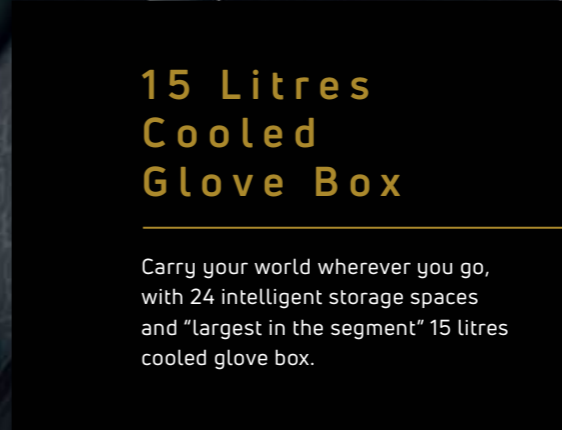 15 Litres
Cooled
Glove Box
Carry your world wherever you go,
with 24 intelligent storage spaces
and “largest in the segment” 15 litres
cooled glove box.